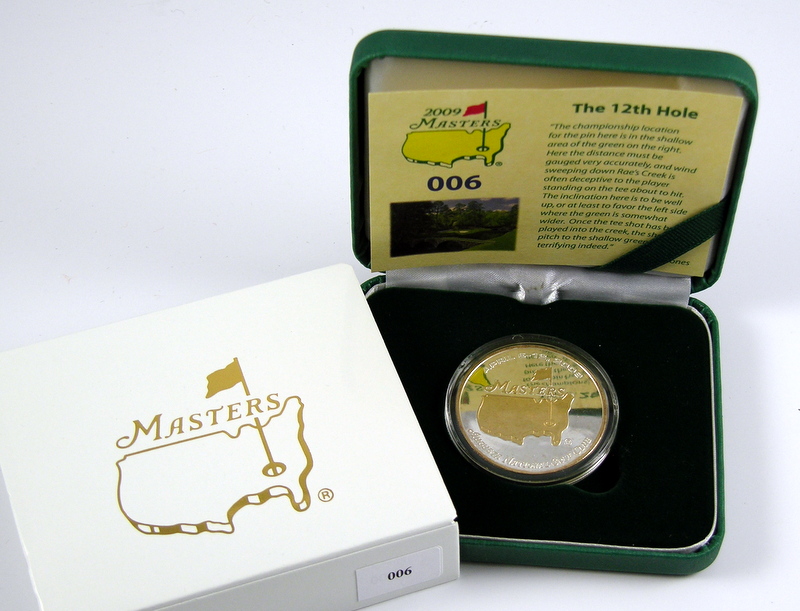 2009
MASTERS
®
006
The 12th Hole
"The championship location
for the pin here is in the shallow
area of the green on the right.
Here the distance must be
gauged very accurately, and wind
sweeping down Rae's Creek is
often deceptive to the player
standing on the tee about to hit.
The inclination here is to be well
up, or at least to favor the left side
where the green is somewhat
wider. Once the tee shot has
played into the creek, the
pitch to the shallow
terrifying indeed."
MASTERS
®
006
MASTERS